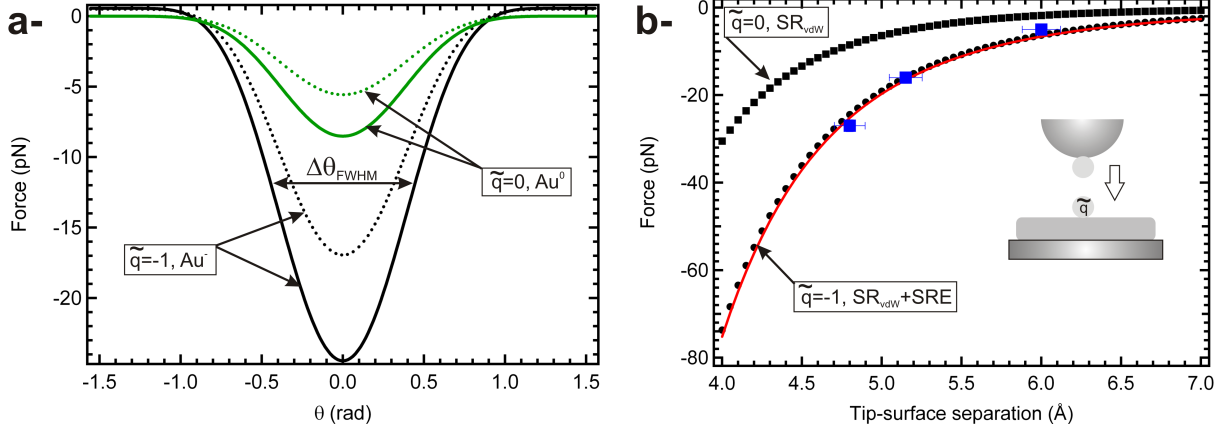 a-
0
-5
-10
-15
-20
Force (pN)
-1.5
-1.0
-0.5
0.0
0.5
1.0
1.5
θ (rad)
ΔθFWHM
q̃=0, Au⁰
q̃=-1, Au⁻
b-
0
-20
-40
-60
-80
Force (pN)
4.0
4.5
5.0
5.5
6.0
6.5
7.0
Tip-surface separation (Å)
q̃=0, SRvdW
q̃=-1, SRvdW+SRE
q̃